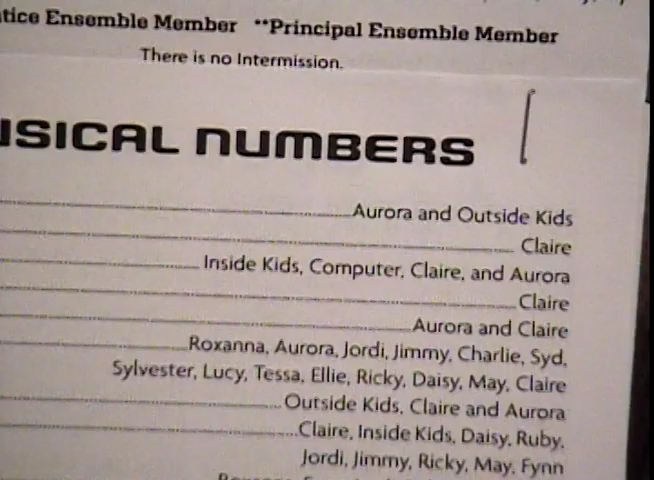 tice Ensemble Member **Principal Ensemble Member
There is no Intermission.
USICAL NUMBERS
Aurora and Outside Kids
Claire
Inside Kids, Computer, Claire, and Aurora
Claire
Aurora and Claire
Roxanna, Aurora, Jordi, Jimmy, Charlie, Syd,
Sylvester, Lucy, Tessa, Ellie, Ricky, Daisy, May, Claire
Outside Kids, Claire and Aurora
Claire, Inside Kids, Daisy, Ruby,
Jordi, Jimmy, Ricky, May, Fynn